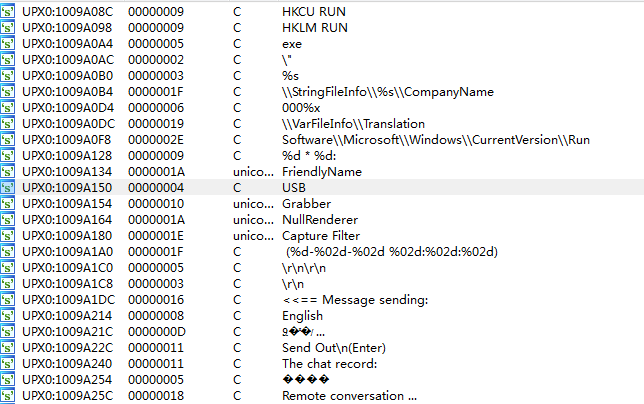 UPX0:1009A08C 00000009 C HKCU RUN
UPX0:1009A098 00000009 C HKLM RUN
UPX0:1009A0A4 00000005 C exe
UPX0:1009A0AC 00000002 C \"
UPX0:1009A0B0 00000003 C %s
UPX0:1009A0B4 0000001F C \\StringFileInfo\\%s\\CompanyName
UPX0:1009A0D4 00000006 C 000%x
UPX0:1009A0DC 00000019 C \\VarFileInfo\\Translation
UPX0:1009A0F8 0000002E C Software\\Microsoft\\Windows\\CurrentVersion\\Run
UPX0:1009A128 00000009 C %d * %d:
UPX0:1009A134 0000001A unico... FriendlyName
UPX0:1009A150 00000004 C USB
UPX0:1009A154 00000010 unico... Grabber
UPX0:1009A164 0000001A unico... NullRenderer
UPX0:1009A180 0000001E unico... Capture Filter
UPX0:1009A1A0 0000001F C (%d-%02d-%02d %02d:%02d:%02d)
UPX0:1009A1C0 00000005 C \r\n\r\n
UPX0:1009A1C8 00000003 C \r\n
UPX0:1009A1DC 00000016 C <<== Message sending:
UPX0:1009A214 00000008 C English
UPX0:1009A21C 0000000D C
UPX0:1009A22C 00000011 C Send Out\n(Enter)
UPX0:1009A240 00000011 C The chat record:
UPX0:1009A254 00000005 C ����
UPX0:1009A25C 00000018 C Remote conversation ...